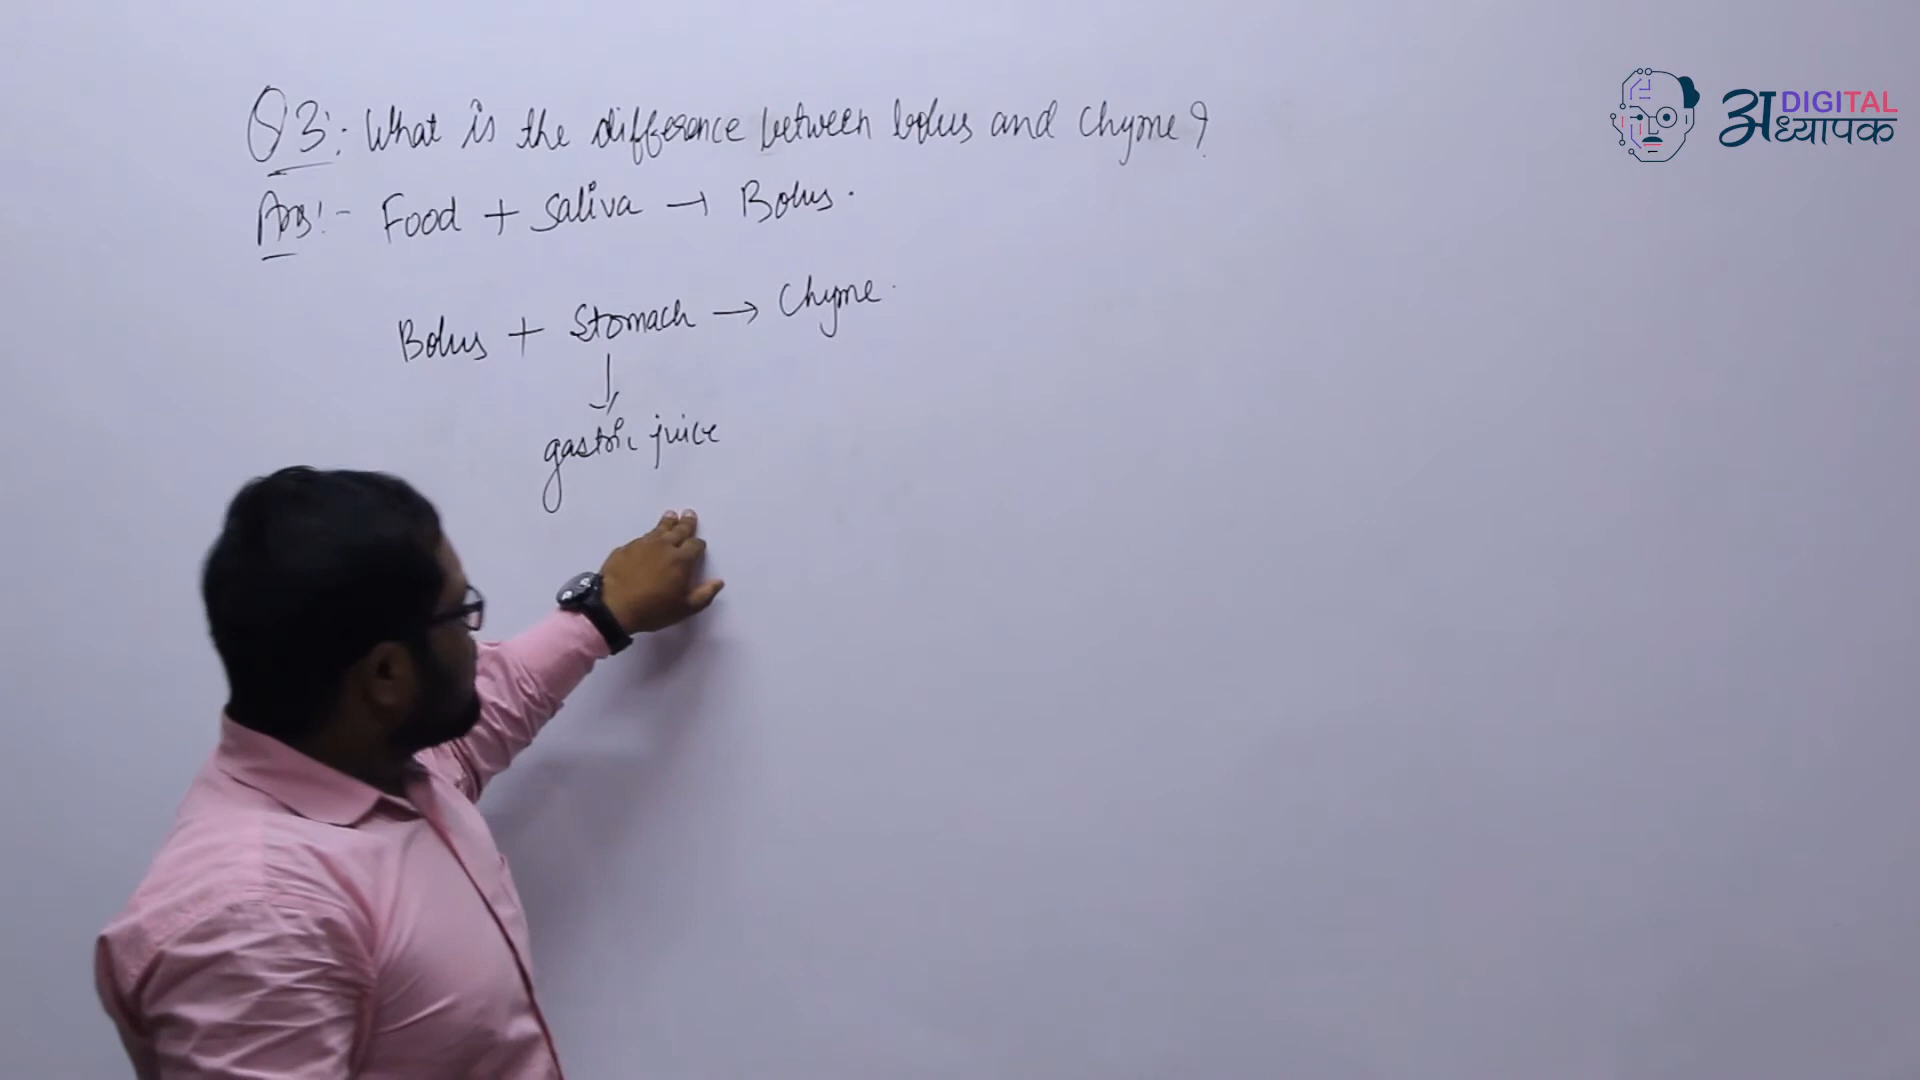 Q3:- What is the difference between bolus and chyme?
Ans:- Food + Saliva → Bolus.
Bolus + Stomach → Chyme.
↓
gastric juice
अध्यापक DIGITAL